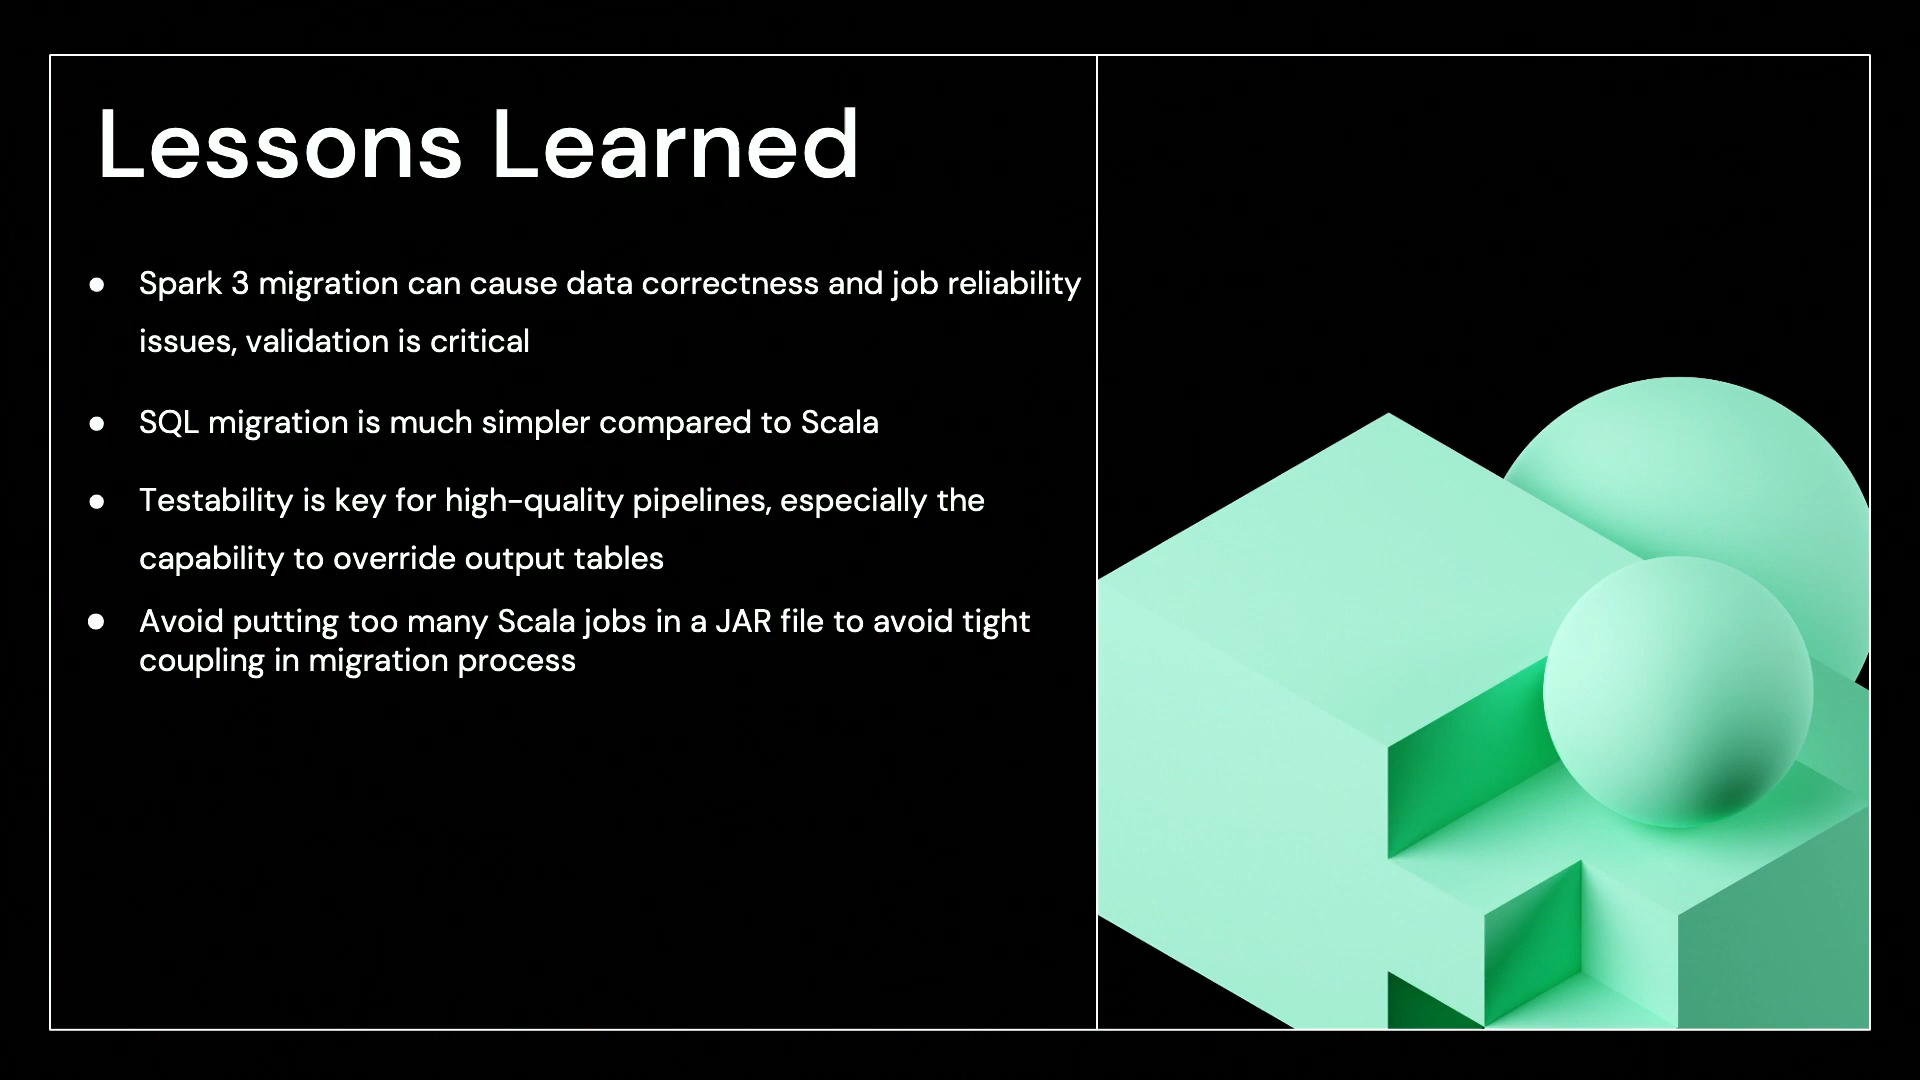 Lessons Learned
● Spark 3 migration can cause data correctness and job reliability
issues, validation is critical
● SQL migration is much simpler compared to Scala
● Testability is key for high-quality pipelines, especially the
capability to override output tables
● Avoid putting too many Scala jobs in a JAR file to avoid tight
coupling in migration process